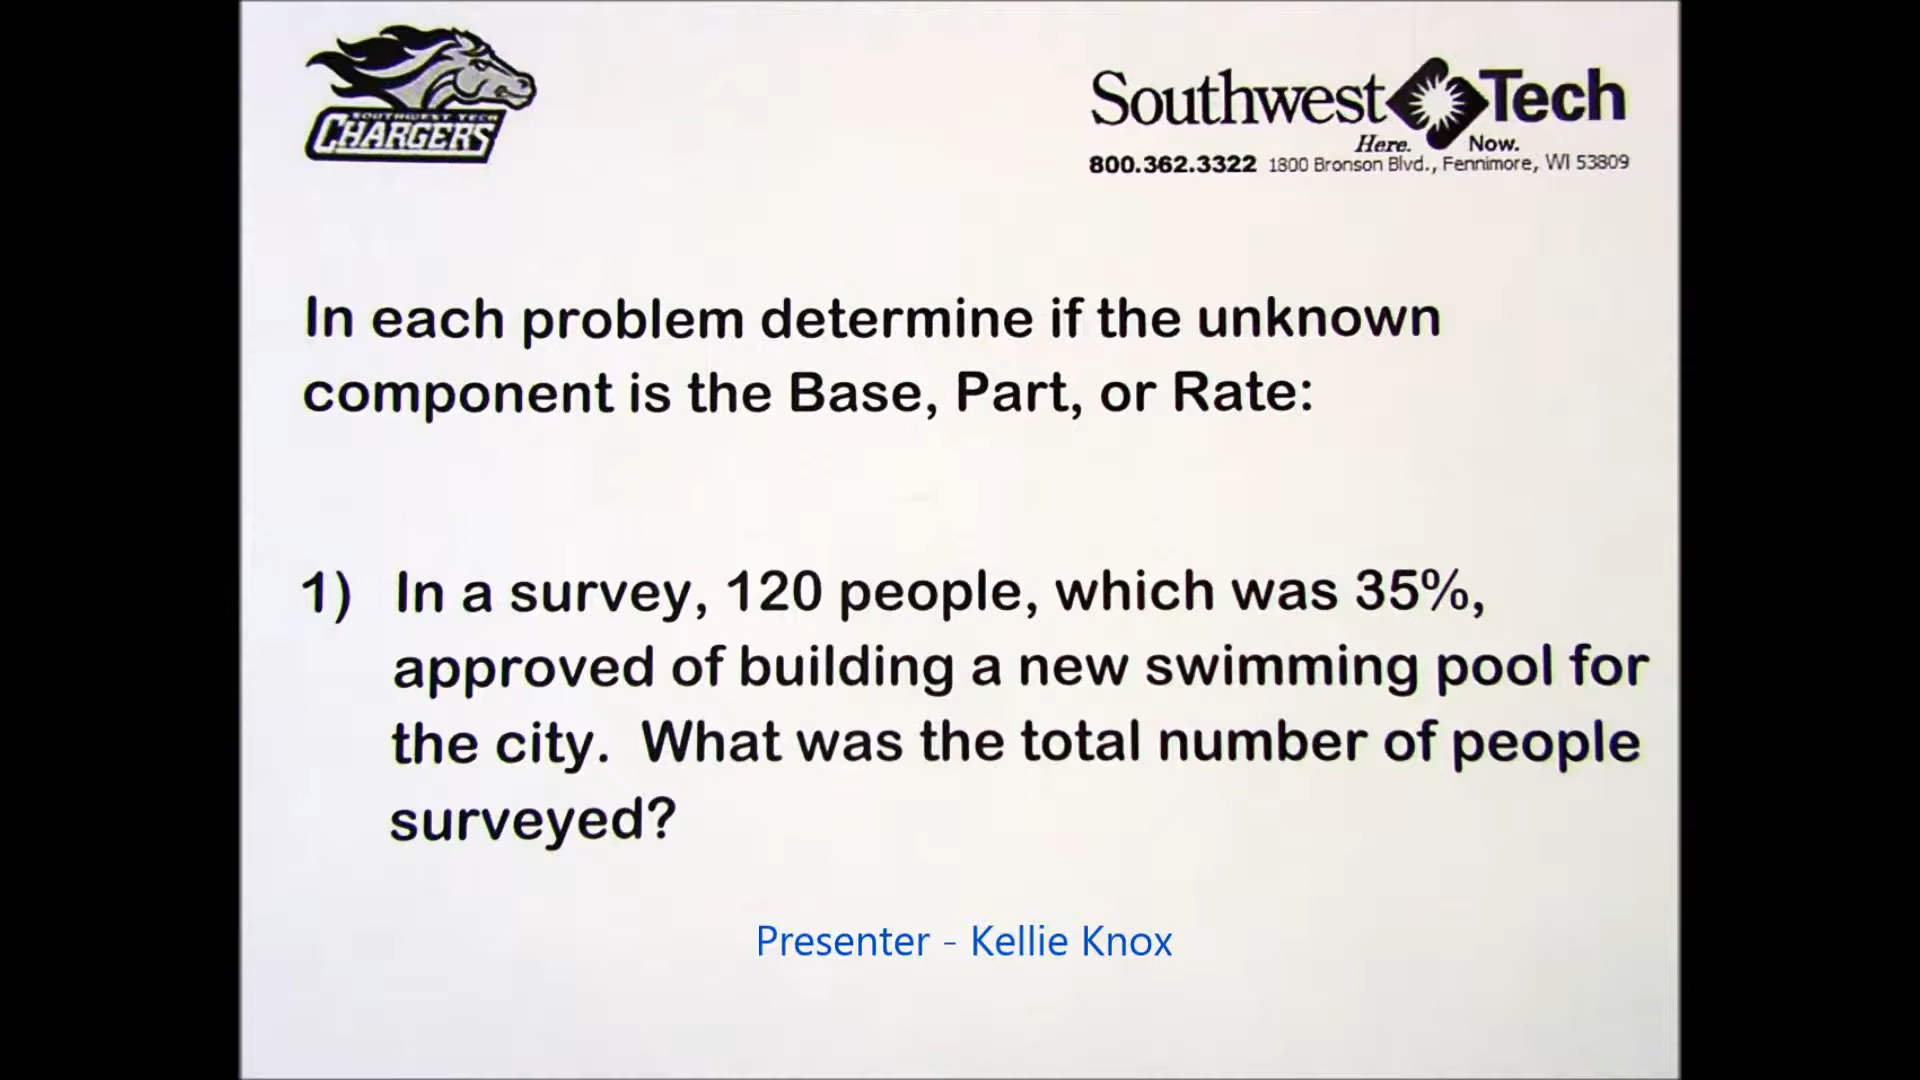 SOUTHWEST TECH
CHARGERS
Southwest Tech
Here. Now.
800.362.3322 1800 Bronson Blvd., Fennimore, WI 53809
In each problem determine if the unknown
component is the Base, Part, or Rate:
1) In a survey, 120 people, which was 35%,
approved of building a new swimming pool for
the city. What was the total number of people
surveyed?
Presenter - Kellie Knox